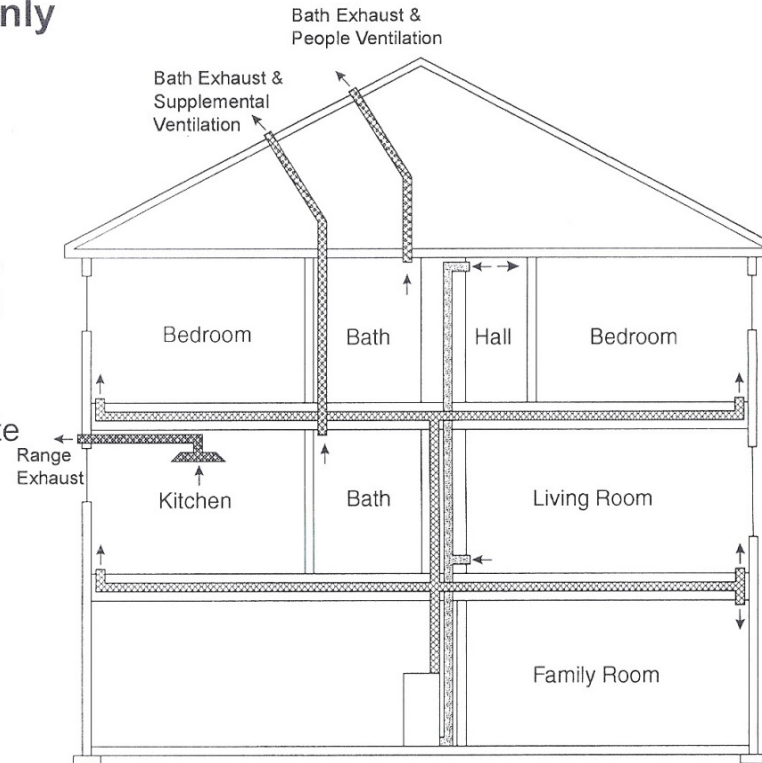 nly
Bath Exhaust &
People Ventilation
Bath Exhaust &
Supplemental
Ventilation
Bedroom
Bath
Hall
Bedroom
te
Range
Exhaust
Kitchen
Bath
Living Room
Family Room